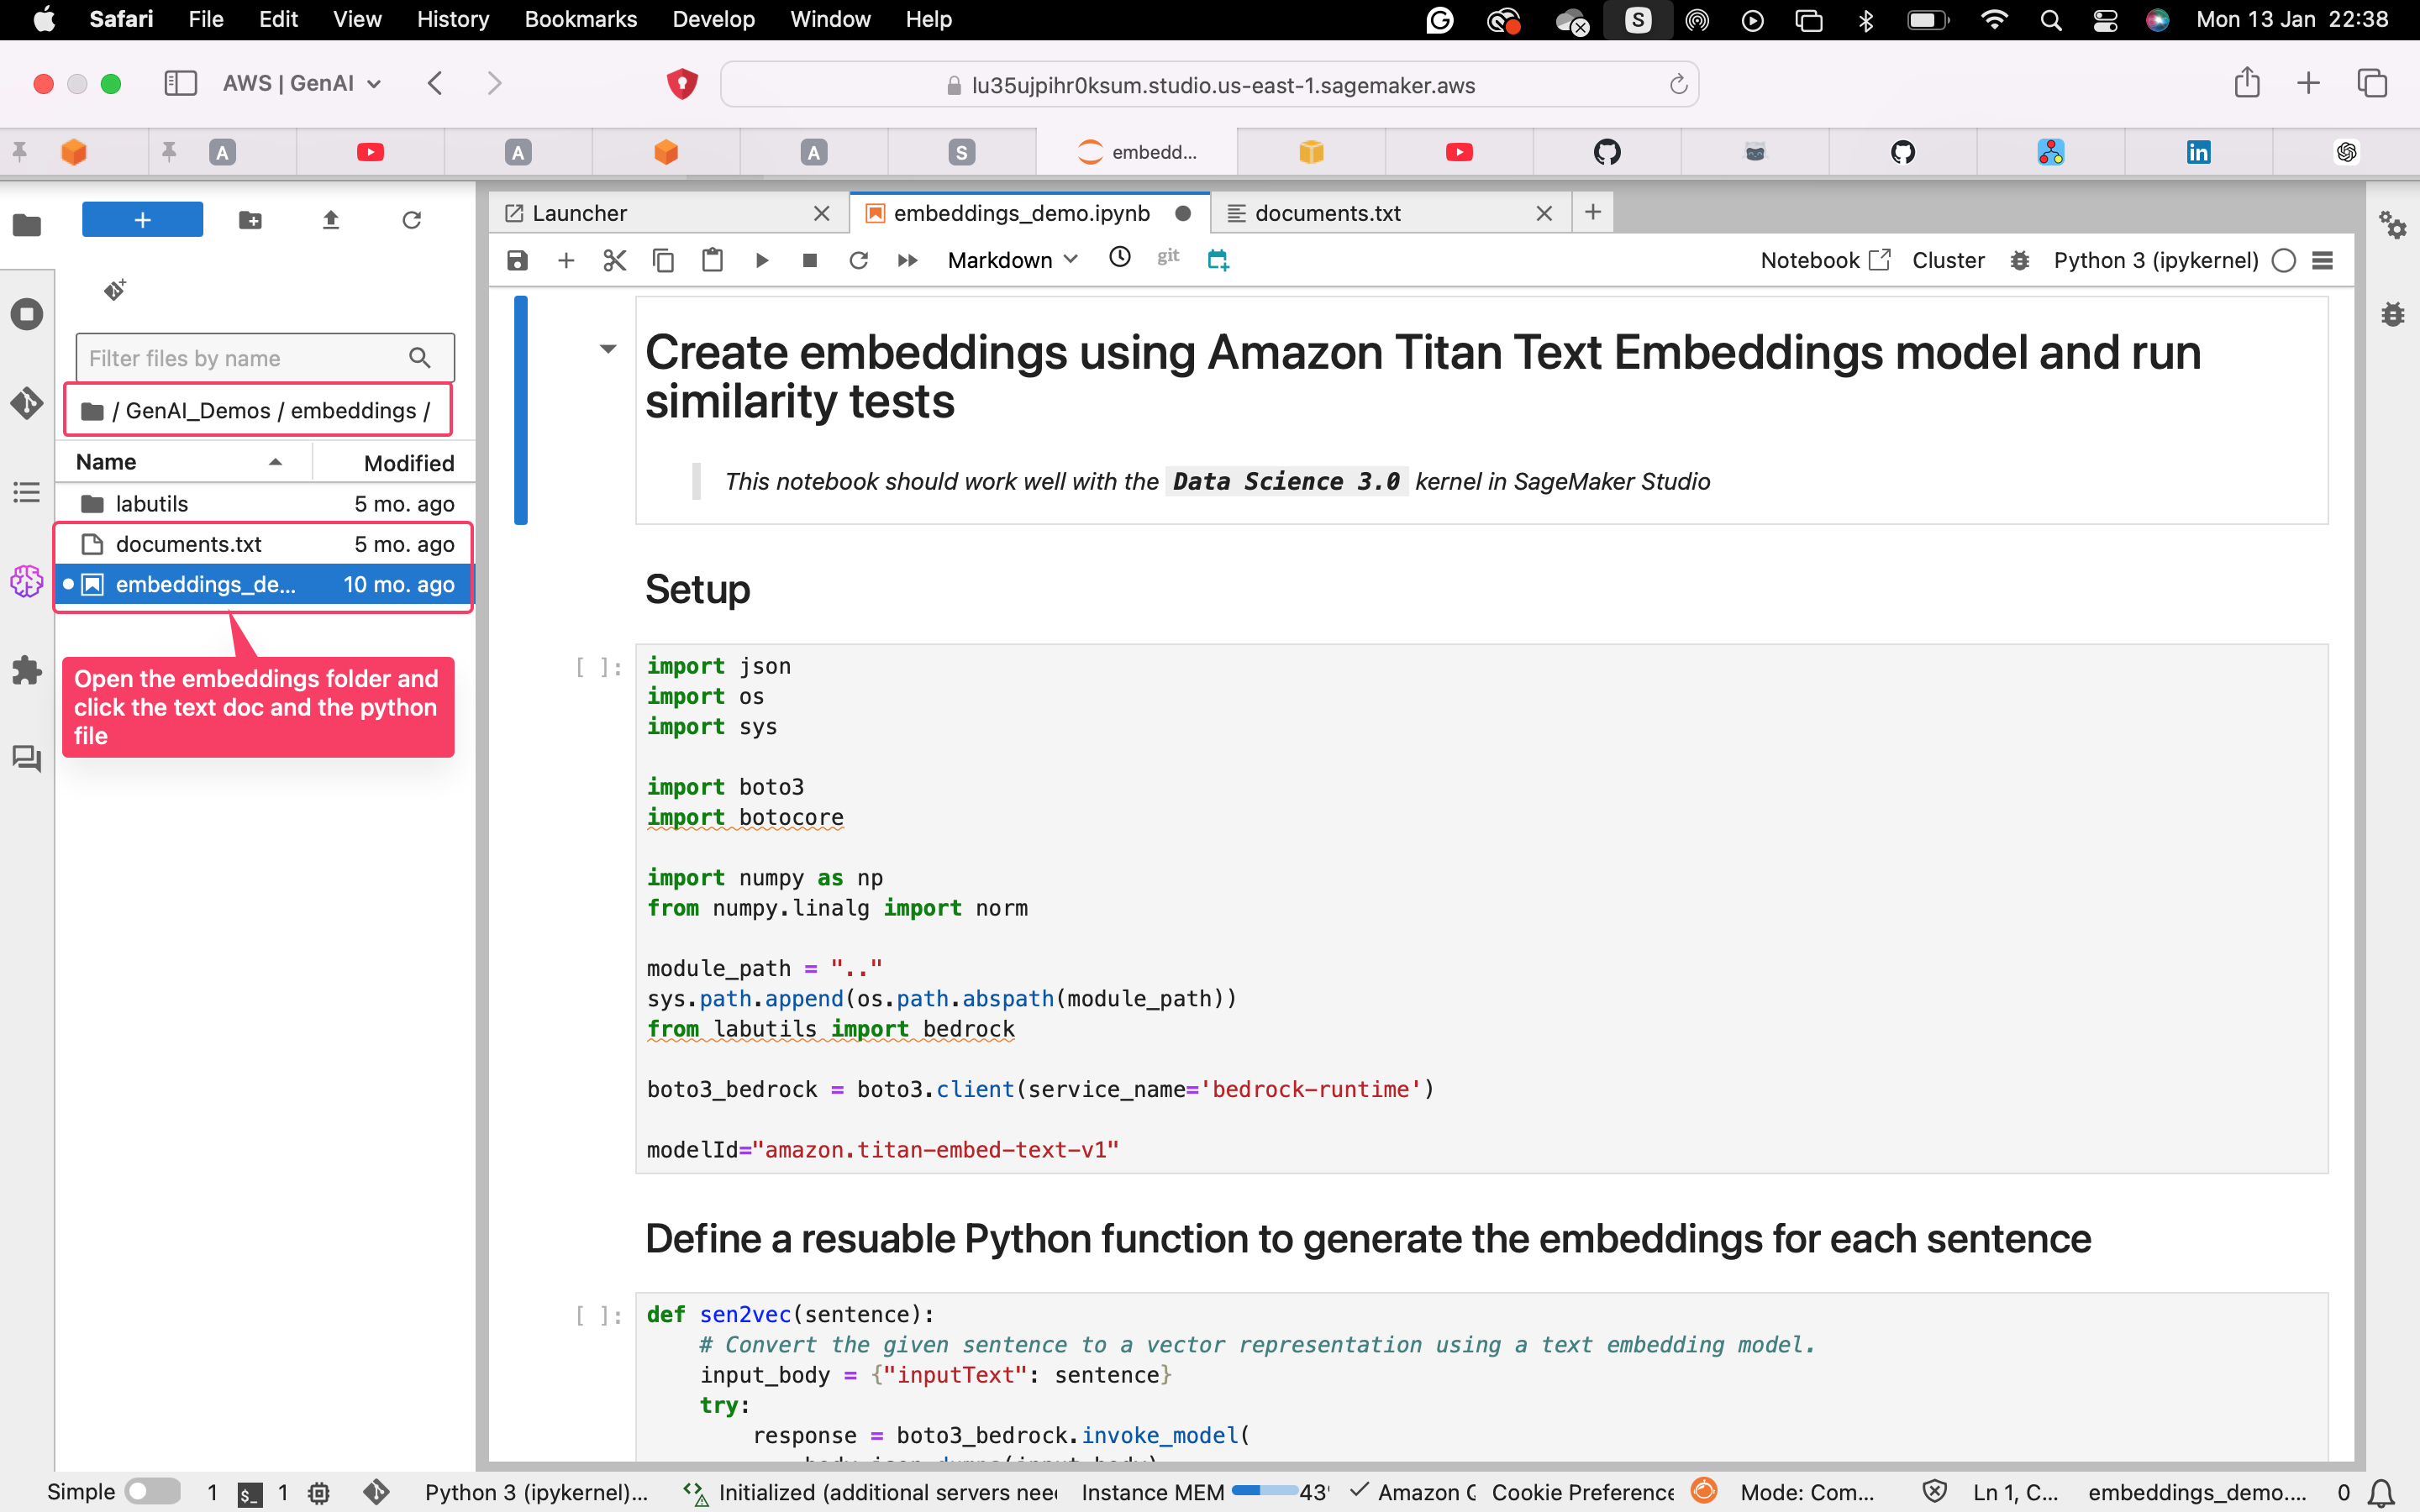 Safari File Edit View History Bookmarks Develop Window Help Mon 13 Jan 22:38
AWS | GenAI lu35ujpihr0ksum.studio.us-east-1.sagemaker.aws
A A A S embedd...
Launcher embeddings_demo.ipynb documents.txt
Markdown git Notebook Cluster Python 3 (ipykernel)
Filter files by name
/ GenAI_Demos / embeddings /
Name Modified
labutils 5 mo. ago
documents.txt 5 mo. ago
embeddings_de... 10 mo. ago
Open the embeddings folder and
click the text doc and the python
file
Create embeddings using Amazon Titan Text Embeddings model and run
similarity tests
This notebook should work well with the Data Science 3.0 kernel in SageMaker Studio
Setup
[ ]:
import json
import os
import sys
import boto3
import botocore
import numpy as np
from numpy.linalg import norm
module_path = ".."
sys.path.append(os.path.abspath(module_path))
from labutils import bedrock
boto3_bedrock = boto3.client(service_name='bedrock-runtime')
modelId="amazon.titan-embed-text-v1"
Define a resuable Python function to generate the embeddings for each sentence
[ ]:
def sen2vec(sentence):
# Convert the given sentence to a vector representation using a text embedding model.
input_body = {"inputText": sentence}
try:
response = boto3_bedrock.invoke_model(
Simple 1 $_ 1 Python 3 (ipykernel)... Initialized (additional servers nee Instance MEM 43 Amazon Cookie Preference Mode: Com... Ln 1, C... embeddings_demo.... 0